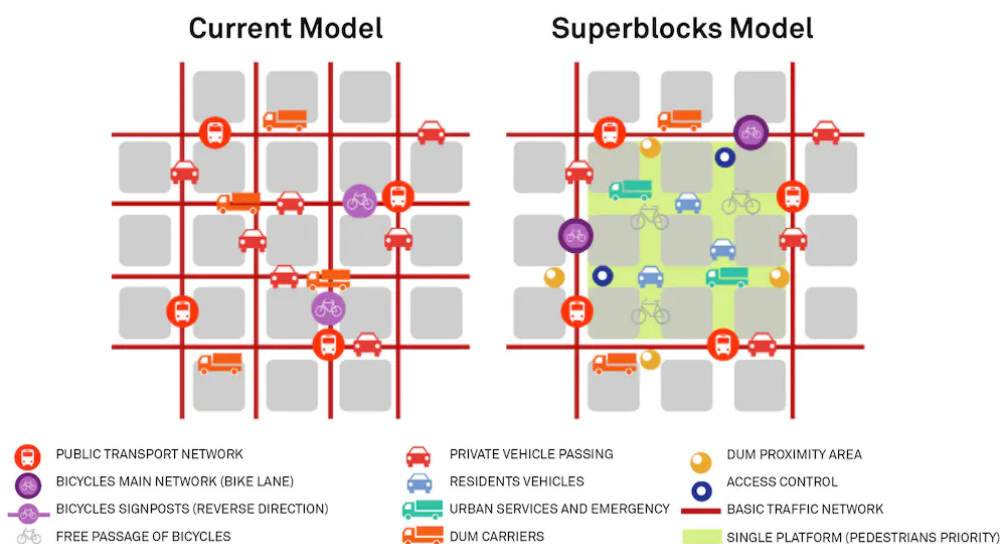 Current Model
Superblocks Model
PUBLIC TRANSPORT NETWORK
BICYCLES MAIN NETWORK (BIKE LANE)
BICYCLES SIGNPOSTS (REVERSE DIRECTION)
FREE PASSAGE OF BICYCLES
PRIVATE VEHICLE PASSING
RESIDENTS VEHICLES
URBAN SERVICES AND EMERGENCY
DUM CARRIERS
DUM PROXIMITY AREA
ACCESS CONTROL
BASIC TRAFFIC NETWORK
SINGLE PLATFORM (PEDESTRIANS PRIORITY)